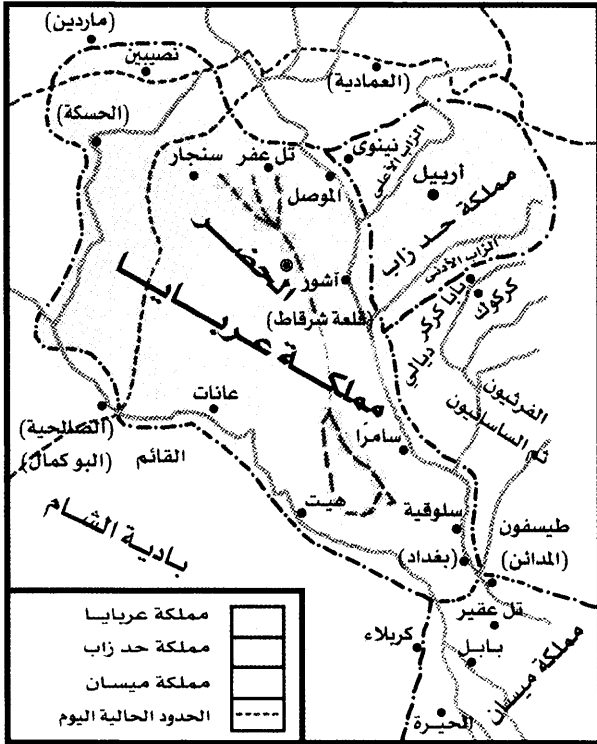 (ماردين)
نصيبين
(العمادية)
(الحسكة)
سنجار
تل عفر
نينوى
الموصل
الزاب الأعلى
أربيل
مملكة حد زاب
الحضر
آشور
(قلعة شرقاط)
الزاب الأدنى
بابا كركر
كركوك
ديالي
مملكة عربايا
عانات
الفرثيون
ثم الساسانيون
(الصالحية)
(البو كمال)
القائم
سامرا
هيت
سلوقية
طيسفون
(المدائن)
(بغداد)
بادية الشام
تل عقير
كربلاء
بابل
مملكة ميسان
الحيرة
مملكة عربايا
مملكة حد زاب
مملكة ميسان
الحدود الحالية اليوم